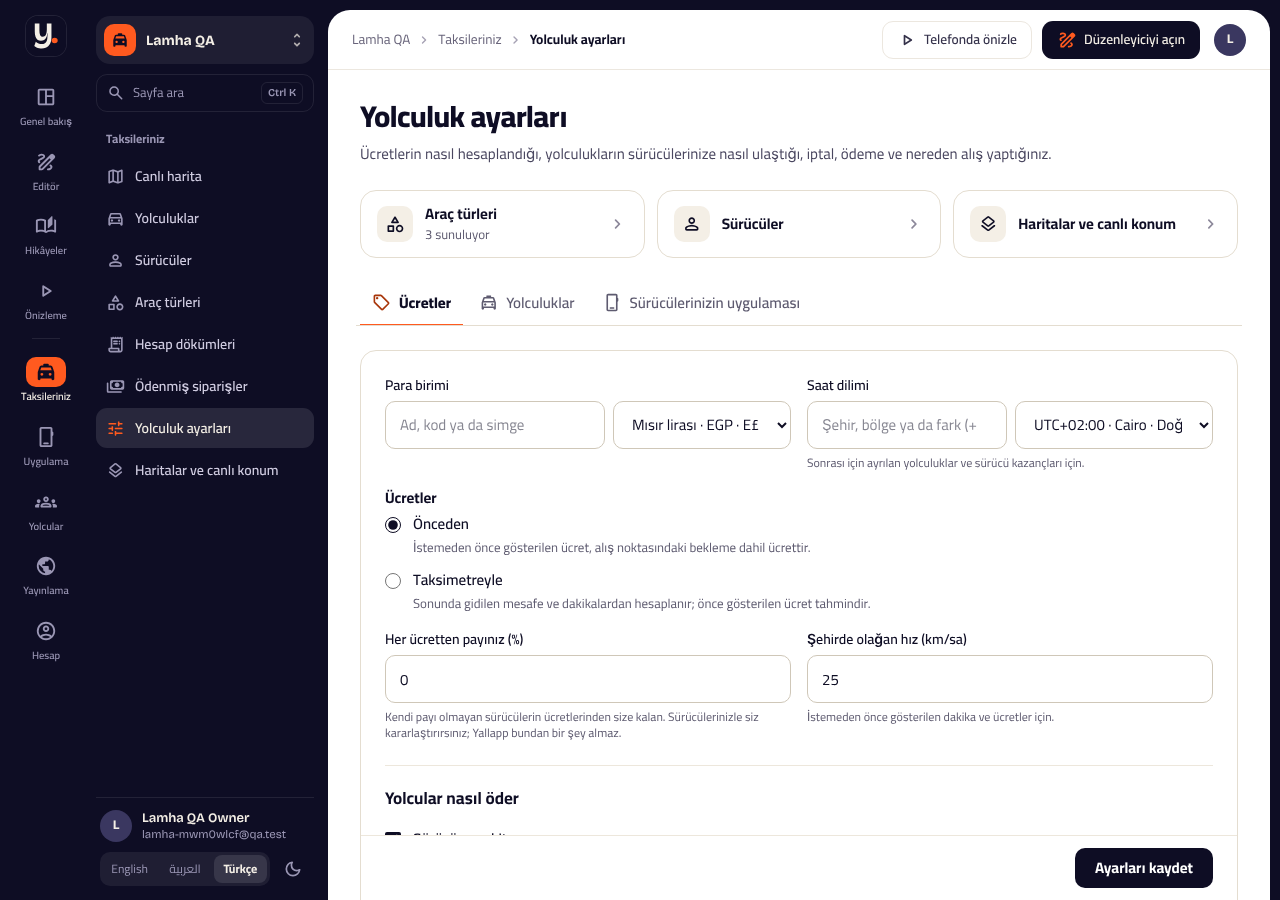 y.
Genel bakış
Editör
Hikâyeler
Önizleme
Taksileriniz
Uygulama
Yolcular
Yayınlama
Hesap
Lamha QA
Sayfa ara
Ctrl K
Taksileriniz
Canlı harita
Yolculuklar
Sürücüler
Araç türleri
Hesap dökümleri
Ödenmiş siparişler
Yolculuk ayarları
Haritalar ve canlı konum
L
Lamha QA Owner
lamha-mwm0wlcf@qa.test
English العربية Türkçe
Lamha QA > Taksileriniz > Yolculuk ayarları
Telefonda önizle
Düzenleyiciyi açın
L
Yolculuk ayarları
Ücretlerin nasıl hesaplandığı, yolculukların sürücülerinize nasıl ulaştığı, iptal, ödeme ve nereden alış yaptığınız.
Araç türleri
3 sunuluyor
Sürücüler
Haritalar ve canlı konum
Ücretler
Yolculuklar
Sürücülerinizin uygulaması
Para birimi
Saat dilimi
Ad, kod ya da simge
Mısır lirası · EGP · E£
Şehir, bölge ya da fark (+
UTC+02:00 · Cairo · Doğ
Sonrası için ayrılan yolculuklar ve sürücü kazançları için.
Ücretler
Önceden
İstemeden önce gösterilen ücret, alış noktasındaki bekleme dahil ücrettir.
Taksimetreyle
Sonunda gidilen mesafe ve dakikalardan hesaplanır; önce gösterilen ücret tahmindir.
Her ücretten payınız (%)
Şehirde olağan hız (km/sa)
0
25
Kendi payı olmayan sürücülerin ücretlerinden size kalan. Sürücülerinizle siz
kararlaştırırsınız; Yallapp bundan bir şey almaz.
İstemeden önce gösterilen dakika ve ücretler için.
Yolcular nasıl öder
Ayarları kaydet